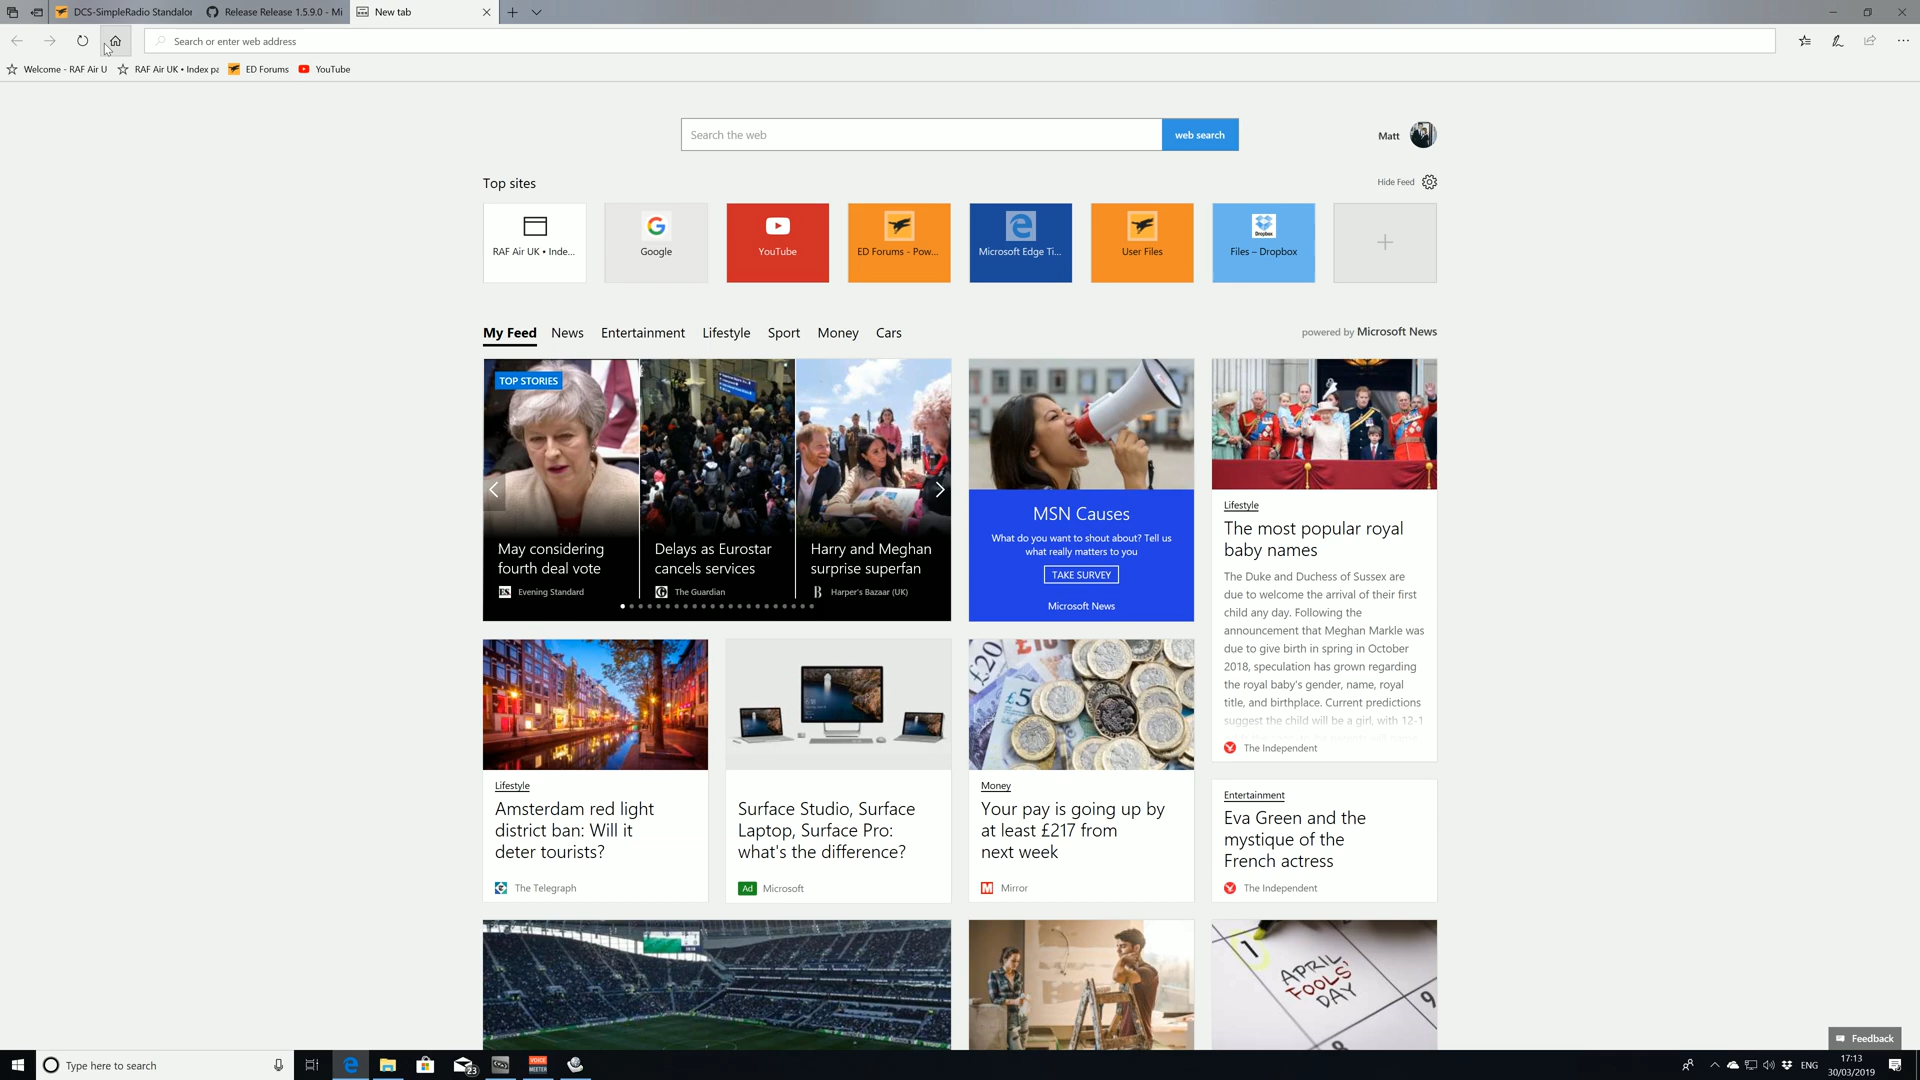 DCS-SimpleRadio Standalor
Release Release 1.5.9.0 - Mi
New tab
Search or enter web address
Welcome - RAF Air U
RAF Air UK • Index pa
ED Forums
YouTube
Search the web
web search
Matt
Top sites
Hide Feed
RAF Air UK • Inde...
Google
YouTube
ED Forums - Pow...
Microsoft Edge Ti...
User Files
Dropbox
Files – Dropbox
My Feed
News
Entertainment
Lifestyle
Sport
Money
Cars
powered by Microsoft News
TOP STORIES
May considering
fourth deal vote
ES Evening Standard
Delays as Eurostar
cancels services
The Guardian
Harry and Meghan
surprise superfan
B Harper's Bazaar (UK)
MSN Causes
What do you want to shout about? Tell us
what really matters to you
TAKE SURVEY
Microsoft News
Lifestyle
The most popular royal
baby names
The Duke and Duchess of Sussex are
due to welcome the arrival of their first
child any day. Following the
announcement that Meghan Markle was
due to give birth in spring in October
2018, speculation has grown regarding
the royal baby's gender, name, royal
title, and birthplace. Current predictions
suggest the child will be a girl, with 12-1
The Independent
Lifestyle
Amsterdam red light
district ban: Will it
deter tourists?
The Telegraph
Surface Studio, Surface
Laptop, Surface Pro:
what's the difference?
Ad Microsoft
£20
£10
£5
Money
Your pay is going up by
at least £217 from
next week
M Mirror
Entertainment
Eva Green and the
mystique of the
French actress
The Independent
1
APRIL
FOOLS'
DAY
9
Feedback
Type here to search
23
VOICE
MEETER
ENG
17:13
30/03/2019